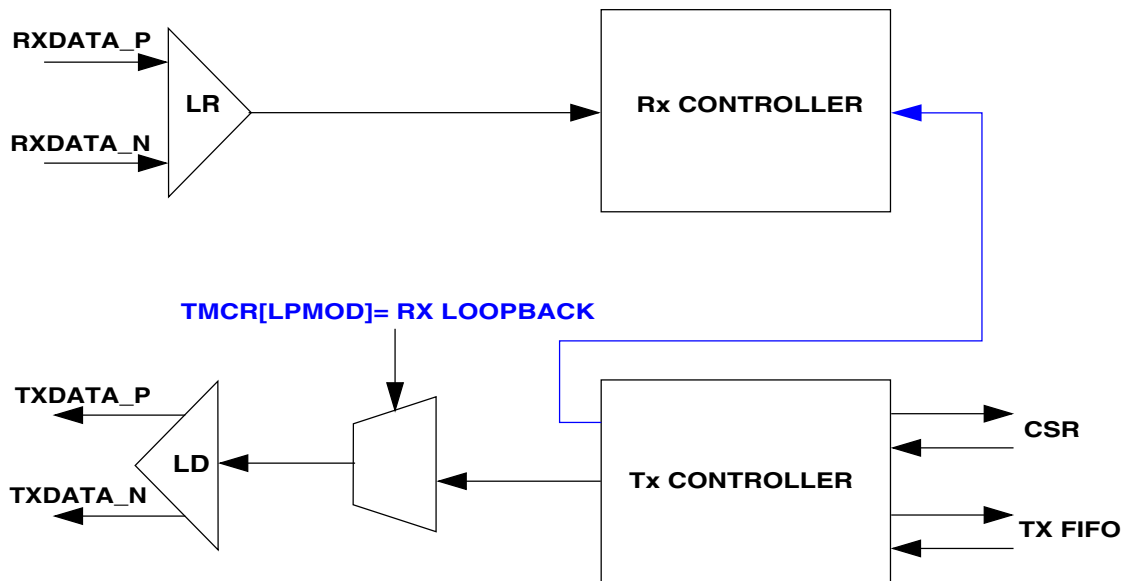 RXDATA_P
LR
Rx CONTROLLER
RXDATA_N
TMCR[LPMOD]= RX LOOPBACK
TXDATA_P
CSR
LD
Tx CONTROLLER
TXDATA_N
TX FIFO